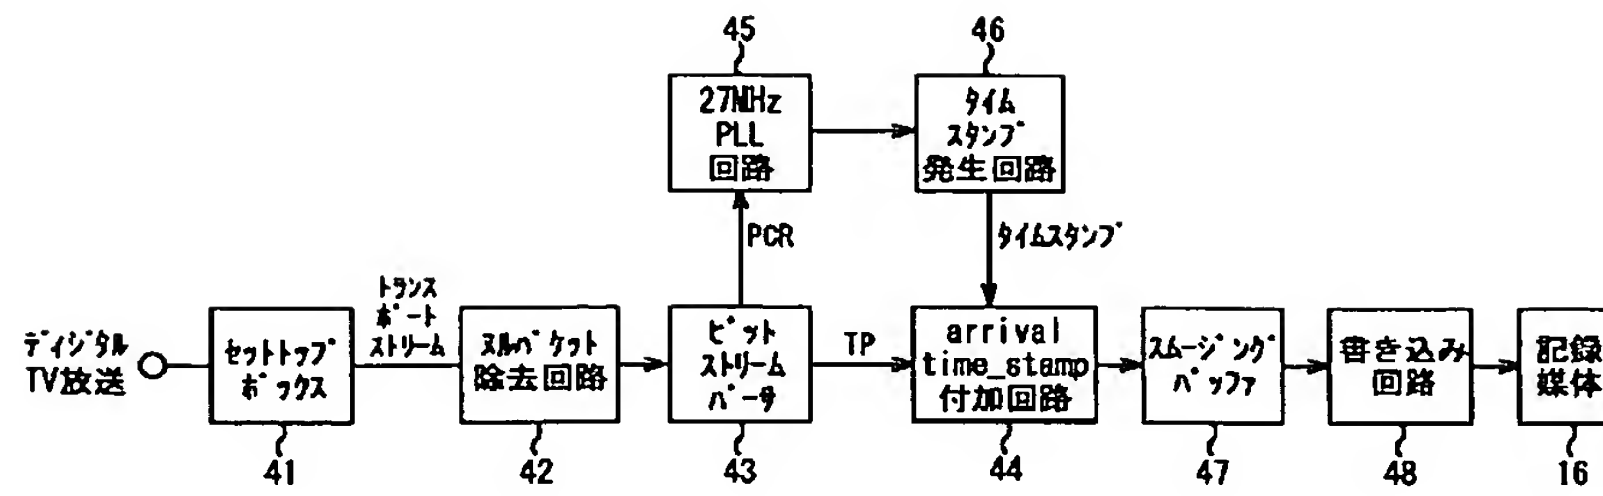 45
46
27MHz
PLL
回路
タイム
スタンプ
発生回路
PCR
タイムスタンプ
ディジタル
TV放送
セットトップ
ボックス
トランス
ポート
ストリーム
ヌルパケット
除去回路
ビット
ストリーム
パーサ
TP
arrival
time_stamp
付加回路
スムージング
バッファ
書き込み
回路
記録
媒体
41
42
43
44
47
48
16